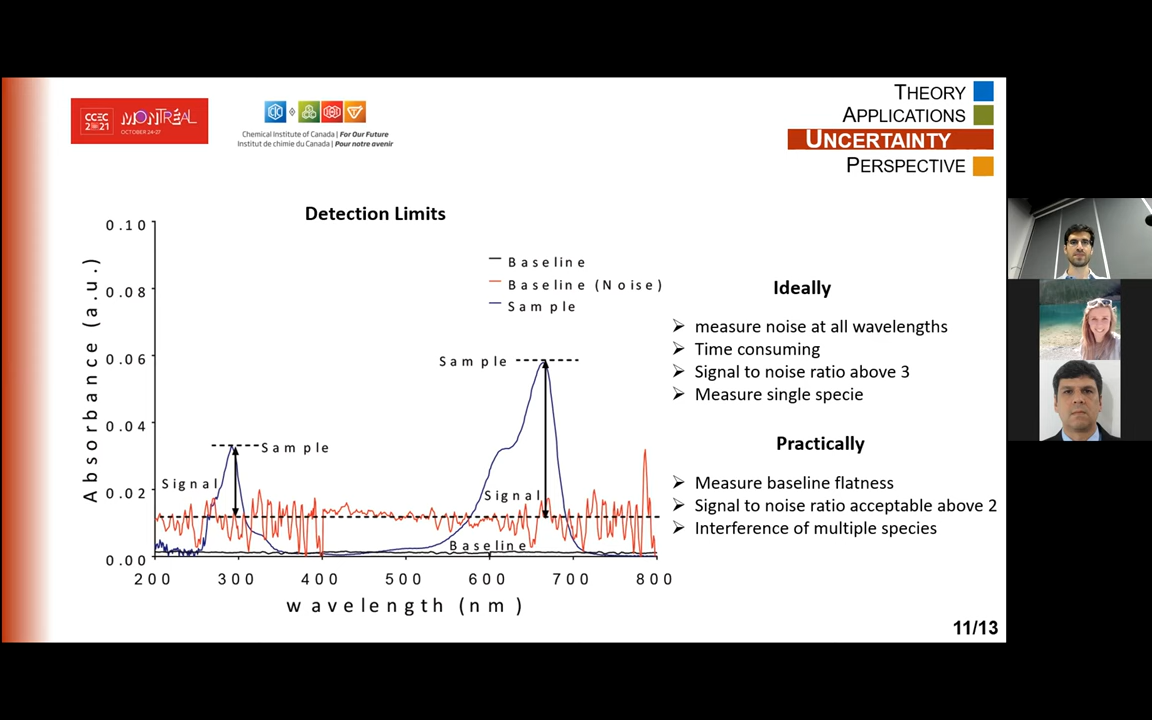 CCEC
2021
MONTRÉAL
OCTOBER 24-27
Chemical Institute of Canada | For Our Future
Institut de chimie du Canada | Pour notre avenir
THEORY
APPLICATIONS
UNCERTAINTY
PERSPECTIVE
Detection Limits
Absorbance (a.u.)
0.10
0.08
0.06
0.04
0.02
0.00
Baseline
Baseline (Noise)
Sample
Sample
Sample
Signal
Signal
Baseline
200 300 400 500 600 700 800
wavelength (nm)
Ideally
➢ measure noise at all wavelengths
➢ Time consuming
➢ Signal to noise ratio above 3
➢ Measure single specie
Practically
➢ Measure baseline flatness
➢ Signal to noise ratio acceptable above 2
➢ Interference of multiple species
11/13